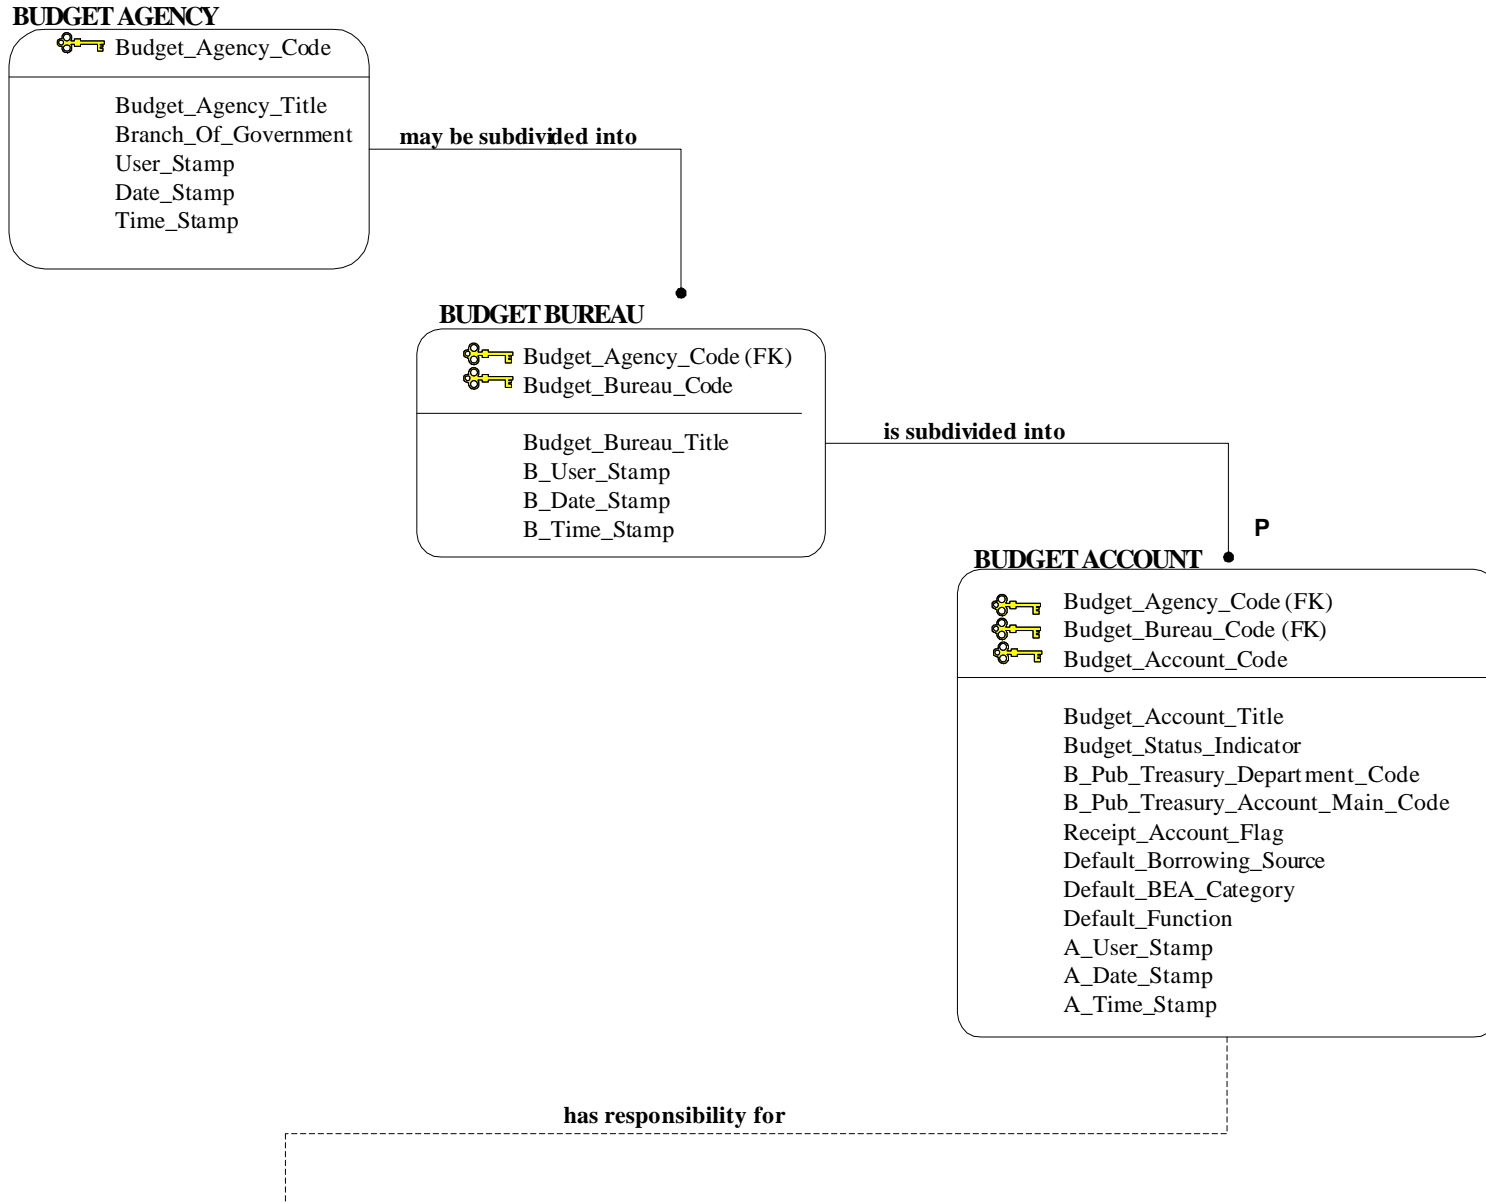 BUDGET AGENCY
Budget_Agency_Code
Budget_Agency_Title
Branch_Of_Government
User_Stamp
Date_Stamp
Time_Stamp
may be subdivided into
BUDGET BUREAU
Budget_Agency_Code (FK)
Budget_Bureau_Code
Budget_Bureau_Title
B_User_Stamp
B_Date_Stamp
B_Time_Stamp
is subdivided into
P
BUDGET ACCOUNT
Budget_Agency_Code (FK)
Budget_Bureau_Code (FK)
Budget_Account_Code
Budget_Account_Title
Budget_Status_Indicator
B_Pub_Treasury_Department_Code
B_Pub_Treasury_Account_Main_Code
Receipt_Account_Flag
Default_Borrowing_Source
Default_BEA_Category
Default_Function
A_User_Stamp
A_Date_Stamp
A_Time_Stamp
has responsibility for